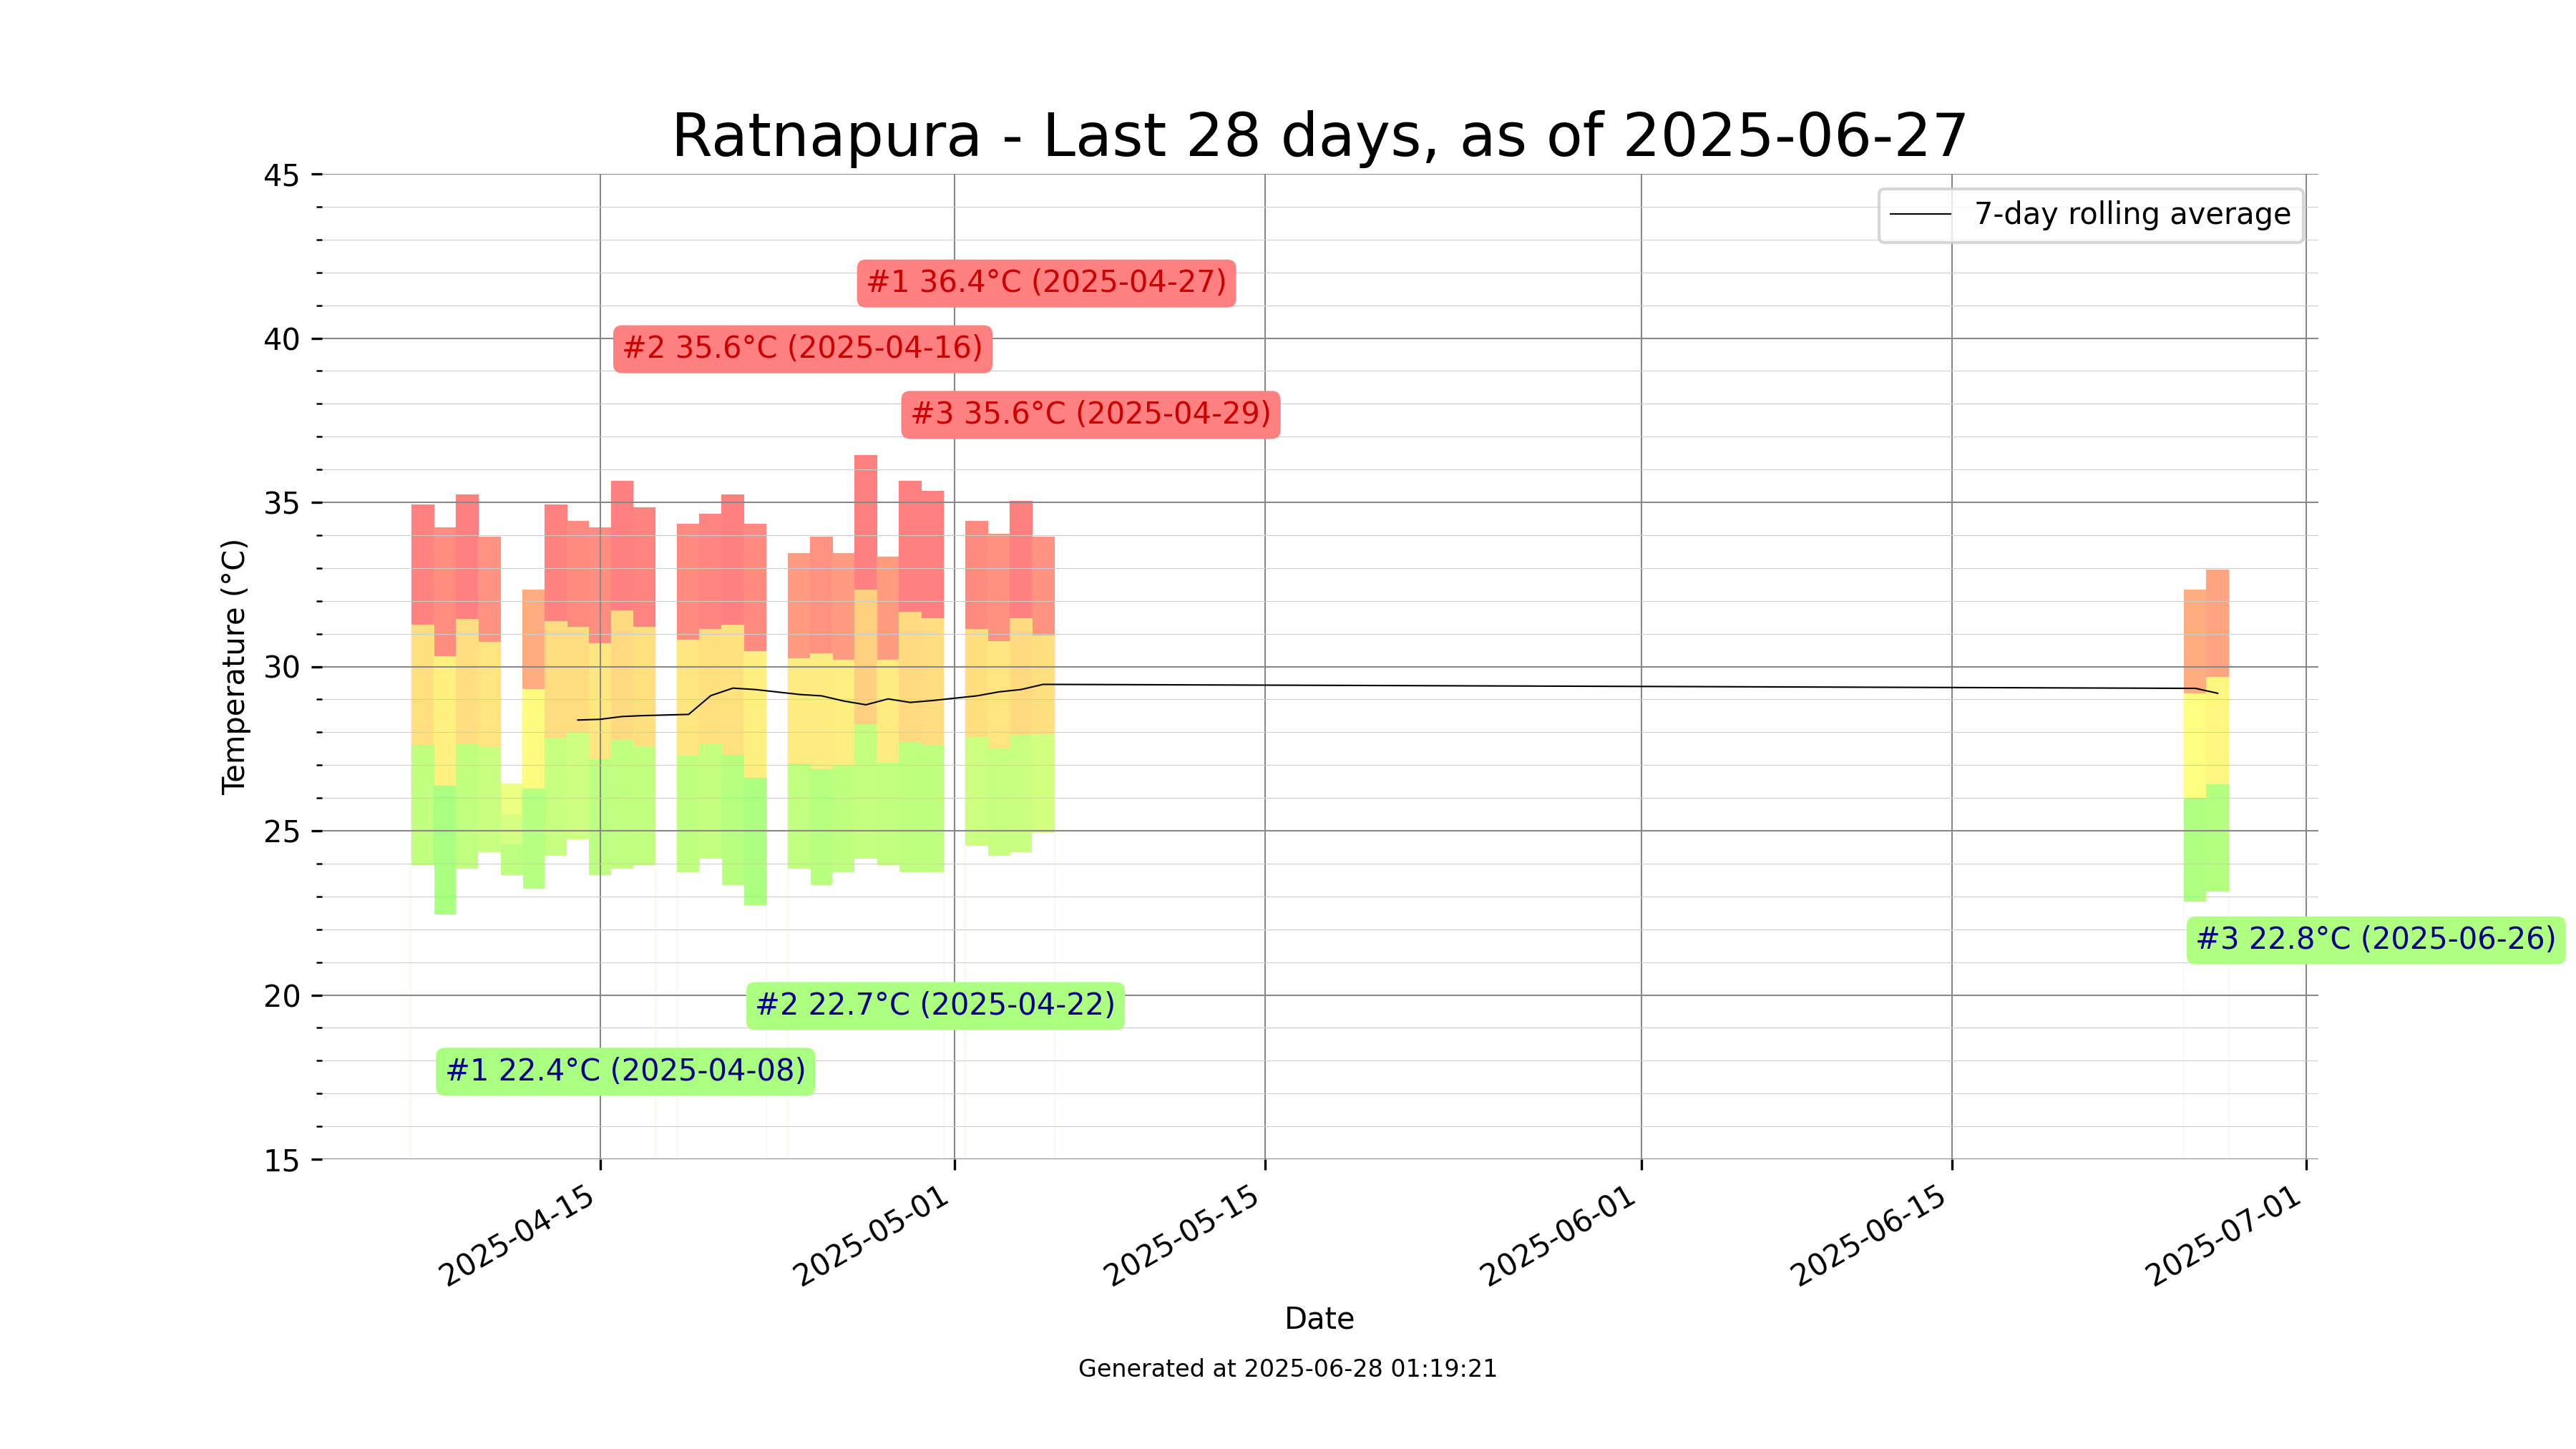 Ratnapura - Last 28 days, as of 2025-06-27
45
7-day rolling average
#1 36.4°C (2025-04-27)
40
#2 35.6°C (2025-04-16)
#3 35.6°C (2025-04-29)
35
Temperature (°C)
30
25
#3 22.8°C (2025-06-26)
20
#2 22.7°C (2025-04-22)
#1 22.4°C (2025-04-08)
15
2025-04-15
2025-05-01
2025-05-15
2025-06-01
2025-06-15
2025-07-01
Date
Generated at 2025-06-28 01:19:21